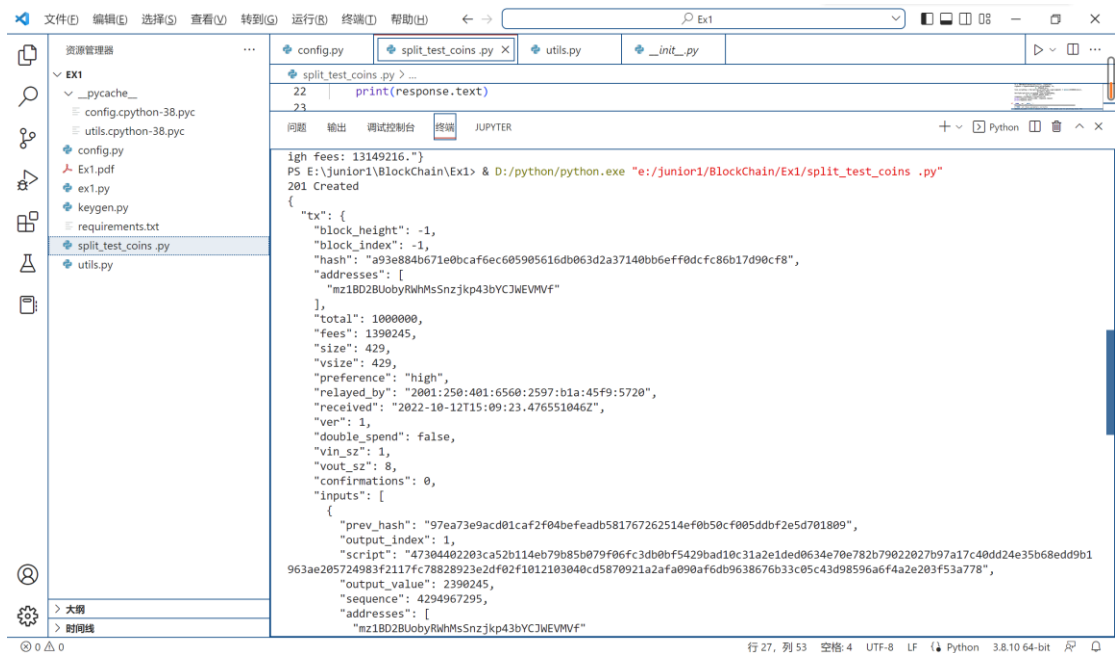 文件(F) 编辑(E) 选择(S) 查看(V) 转到(G) 运行(R) 终端(T) 帮助(H) Ex1
资源管理器
config.py split_test_coins .py utils.py __init__.py
EX1
split_test_coins .py > ...
__pycache__
22 print(response.text)
config.cpython-38.pyc
23
utils.cpython-38.pyc
config.py
Ex1.pdf
ex1.py
keygen.py
requirements.txt
split_test_coins .py
utils.py
问题 输出 调试控制台 终端 JUPYTER Python
igh fees: 13149216."}
PS E:\junior1\BlockChain\Ex1> & D:/python/python.exe "e:/junior1/BlockChain/Ex1/split_test_coins .py"
201 Created
{
"tx": {
"block_height": -1,
"block_index": -1,
"hash": "a93e884b671e0bcaf6ec605905616db063d2a37140bb6eff0dcfc86b17d90cf8",
"addresses": [
"mz1BD2BUobyRWhMsSnzjkp43bYCJWEVMVf"
],
"total": 1000000,
"fees": 1390245,
"size": 429,
"vsize": 429,
"preference": "high",
"relayed_by": "2001:250:401:6560:2597:b1a:45f9:5720",
"received": "2022-10-12T15:09:23.476551046Z",
"ver": 1,
"double_spend": false,
"vin_sz": 1,
"vout_sz": 8,
"confirmations": 0,
"inputs": [
{
"prev_hash": "97ea73e9acd01caf2f04befeadb581767262514ef0b50cf005ddbf2e5d701809",
"output_index": 1,
"script": "47304402203ca52b114eb79b85b079f06fc3db0bf5429bad10c31a2e1ded0634e70e782b79022027b97a17c40dd24e35b68edd9b1
963ae205724983f2117fc78828923e2df02f1012103040cd5870921a2afa090af6db9638676b33c05c43d98596a6f4a2e203f53a778",
"output_value": 2390245,
"sequence": 4294967295,
"addresses": [
"mz1BD2BUobyRWhMsSnzjkp43bYCJWEVMVf"
大纲
时间线
0 0 行 27，列 53 空格: 4 UTF-8 LF Python 3.8.10 64-bit